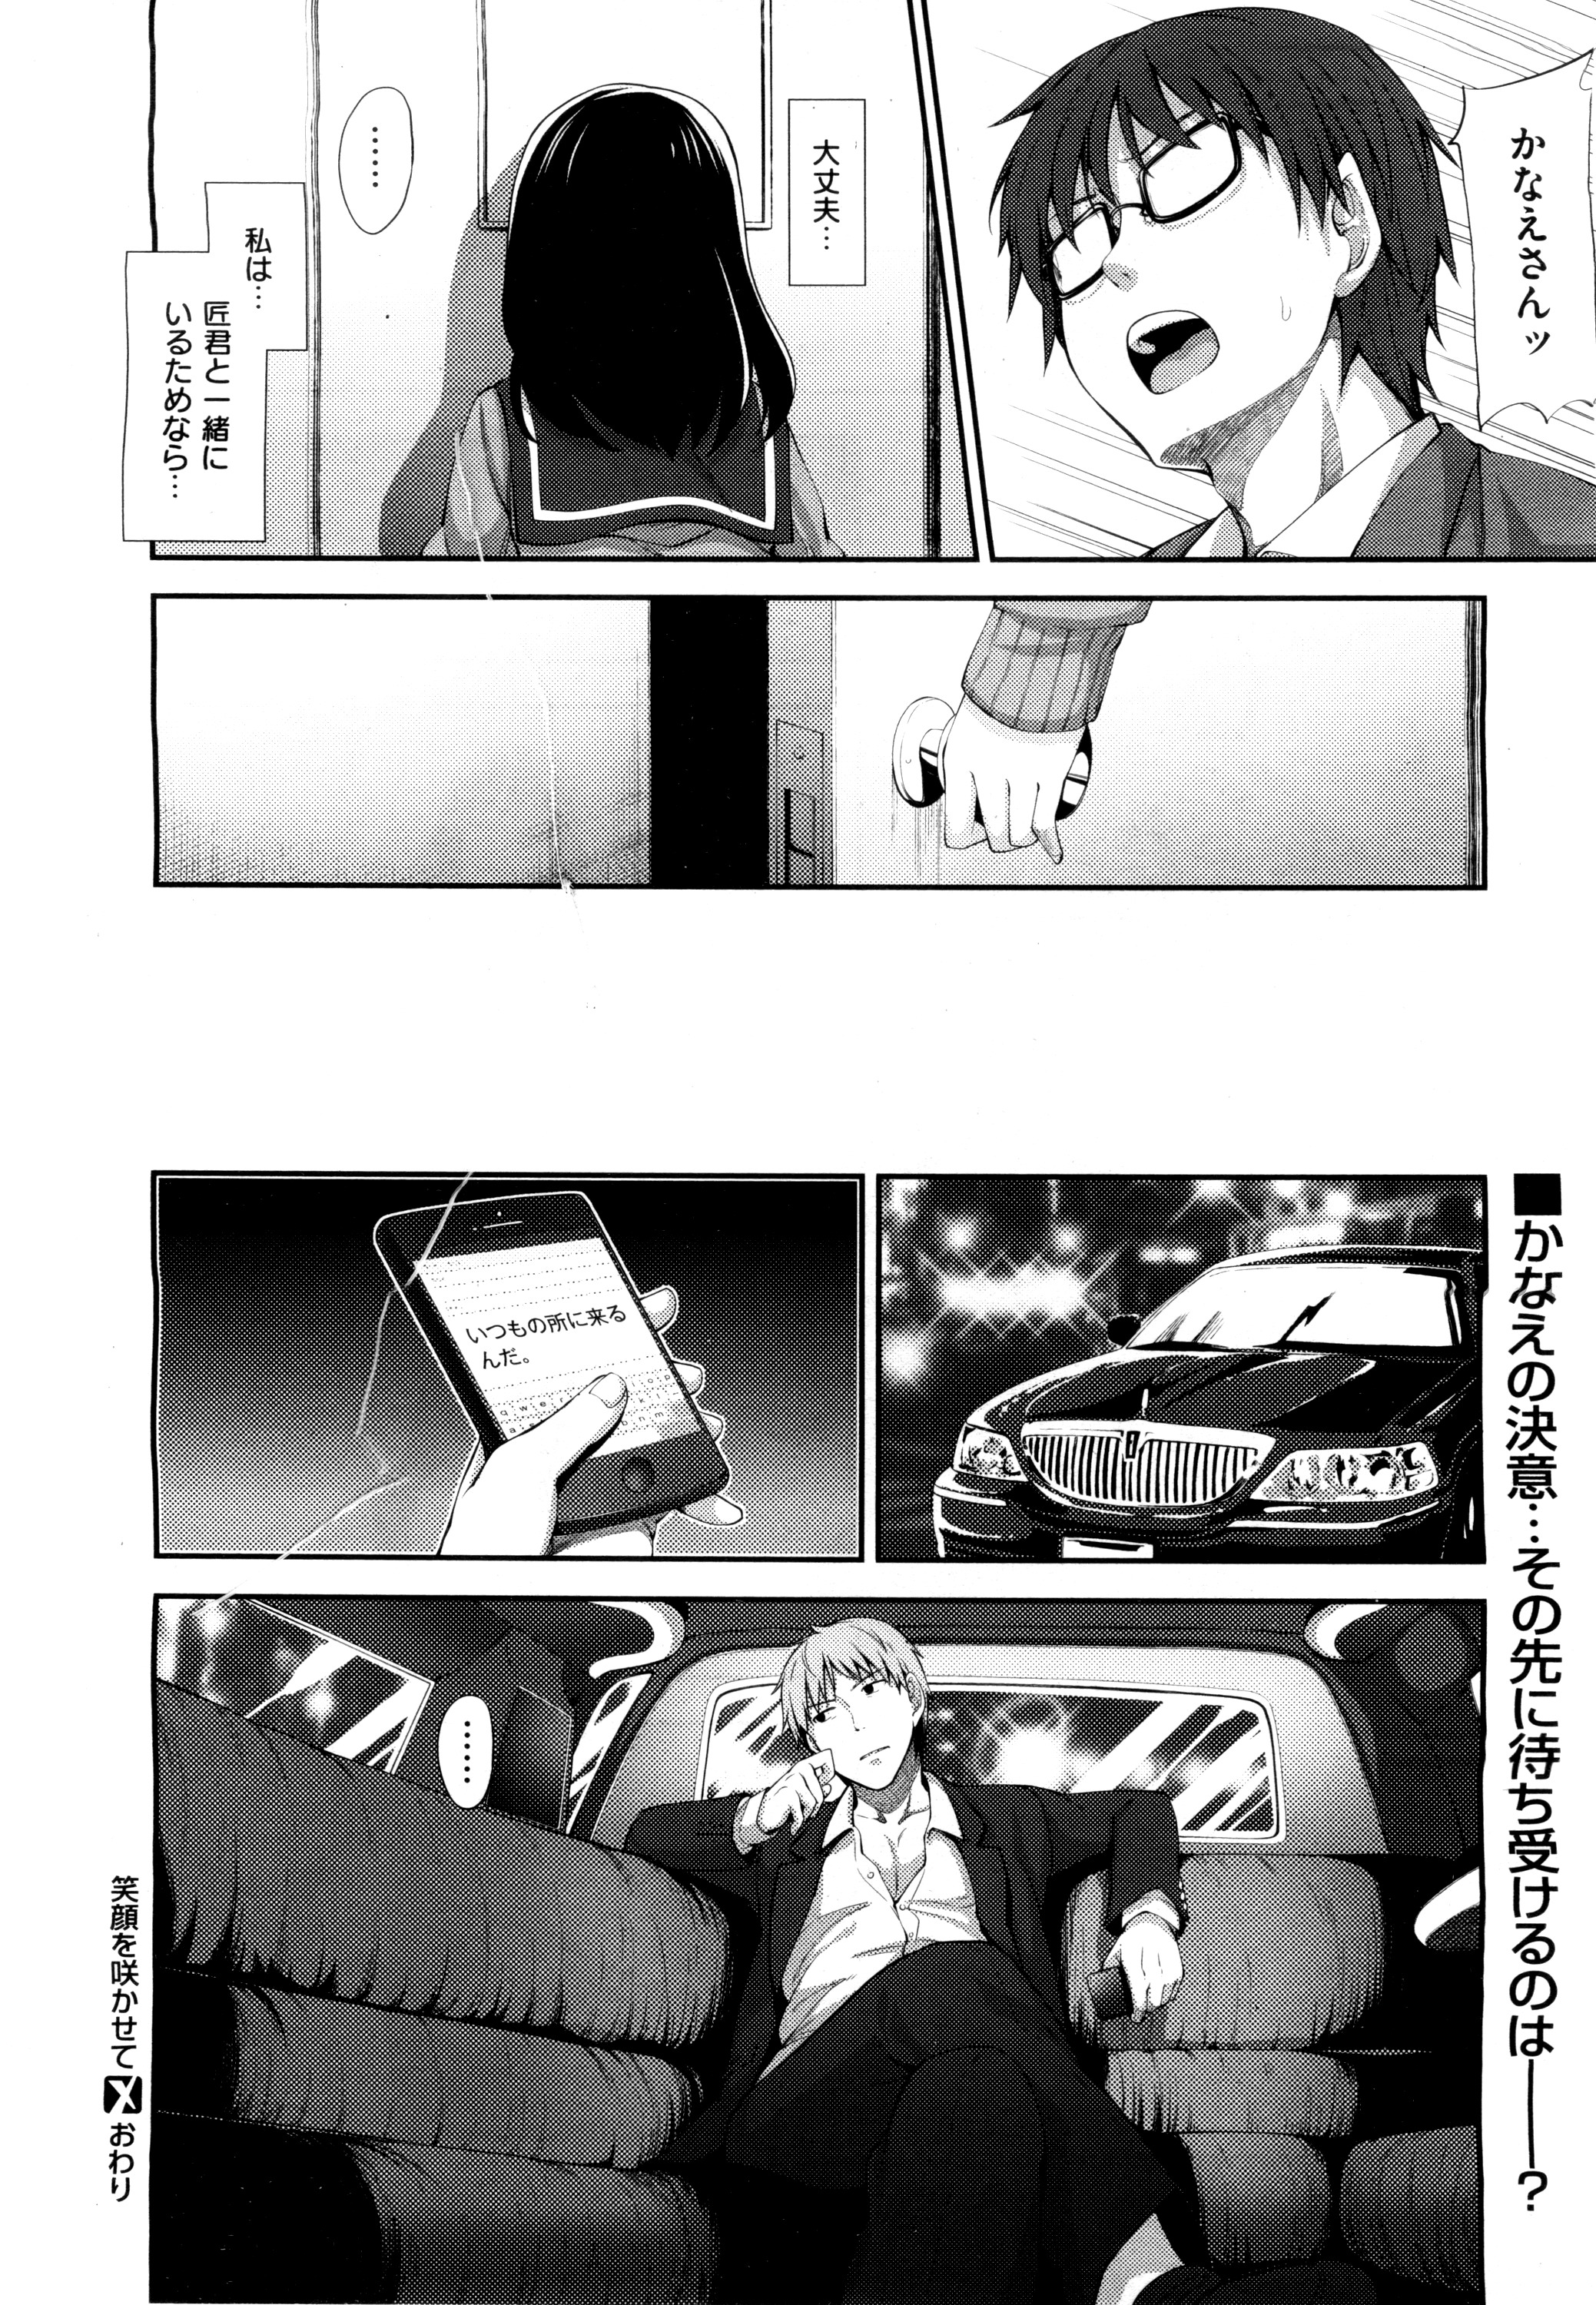 かなえさんッ
大丈夫…
……
私は…
匠君と一緒に
いるためなら…
■かなえの決意…その先に待ち受けるのは――？
いつもの所に来る
んだ。
……
笑顔を咲かせて X おわり